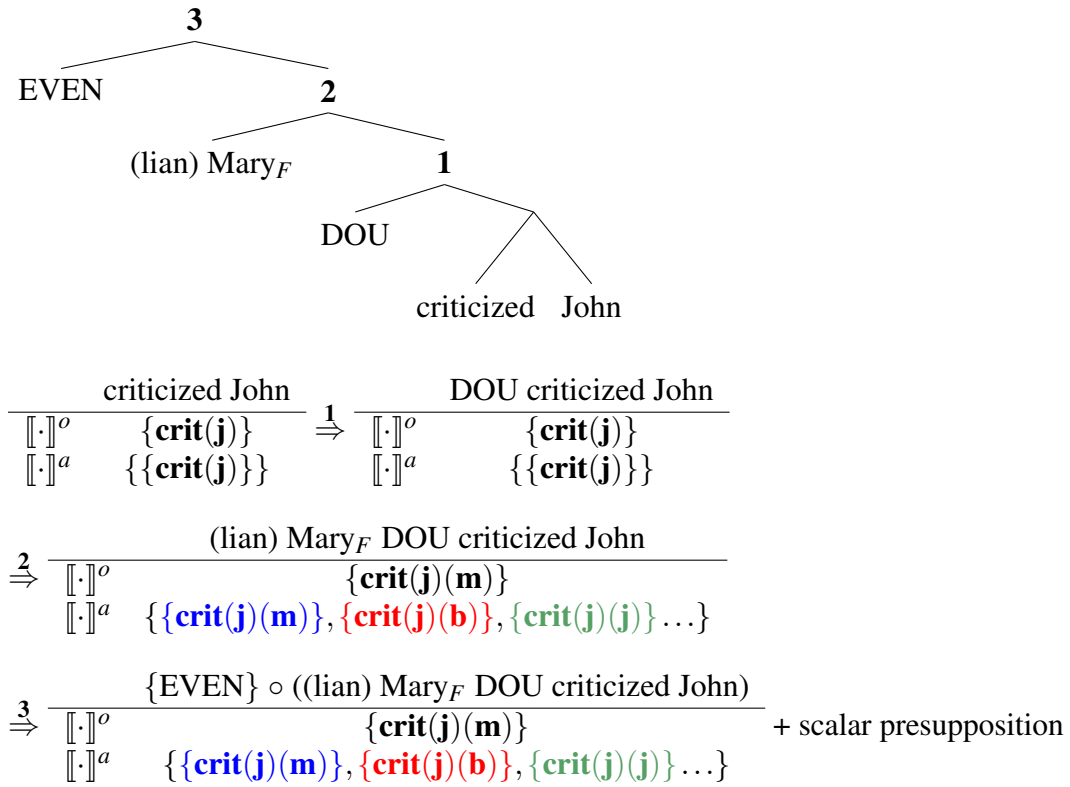 3
EVEN 2
(lian) Mary_F 1
DOU
criticized John
criticized John DOU criticized John
⟦·⟧^o {crit(j)} 1⇒ ⟦·⟧^o {crit(j)}
⟦·⟧^a {{crit(j)}} ⟦·⟧^a {{crit(j)}}
(lian) Mary_F DOU criticized John
2⇒ ⟦·⟧^o {crit(j)(m)}
⟦·⟧^a {{crit(j)(m)}, {crit(j)(b)}, {crit(j)(j)} ...}
{EVEN} ∘ ((lian) Mary_F DOU criticized John)
3⇒ ⟦·⟧^o {crit(j)(m)} + scalar presupposition
⟦·⟧^a {{crit(j)(m)}, {crit(j)(b)}, {crit(j)(j)} ...}